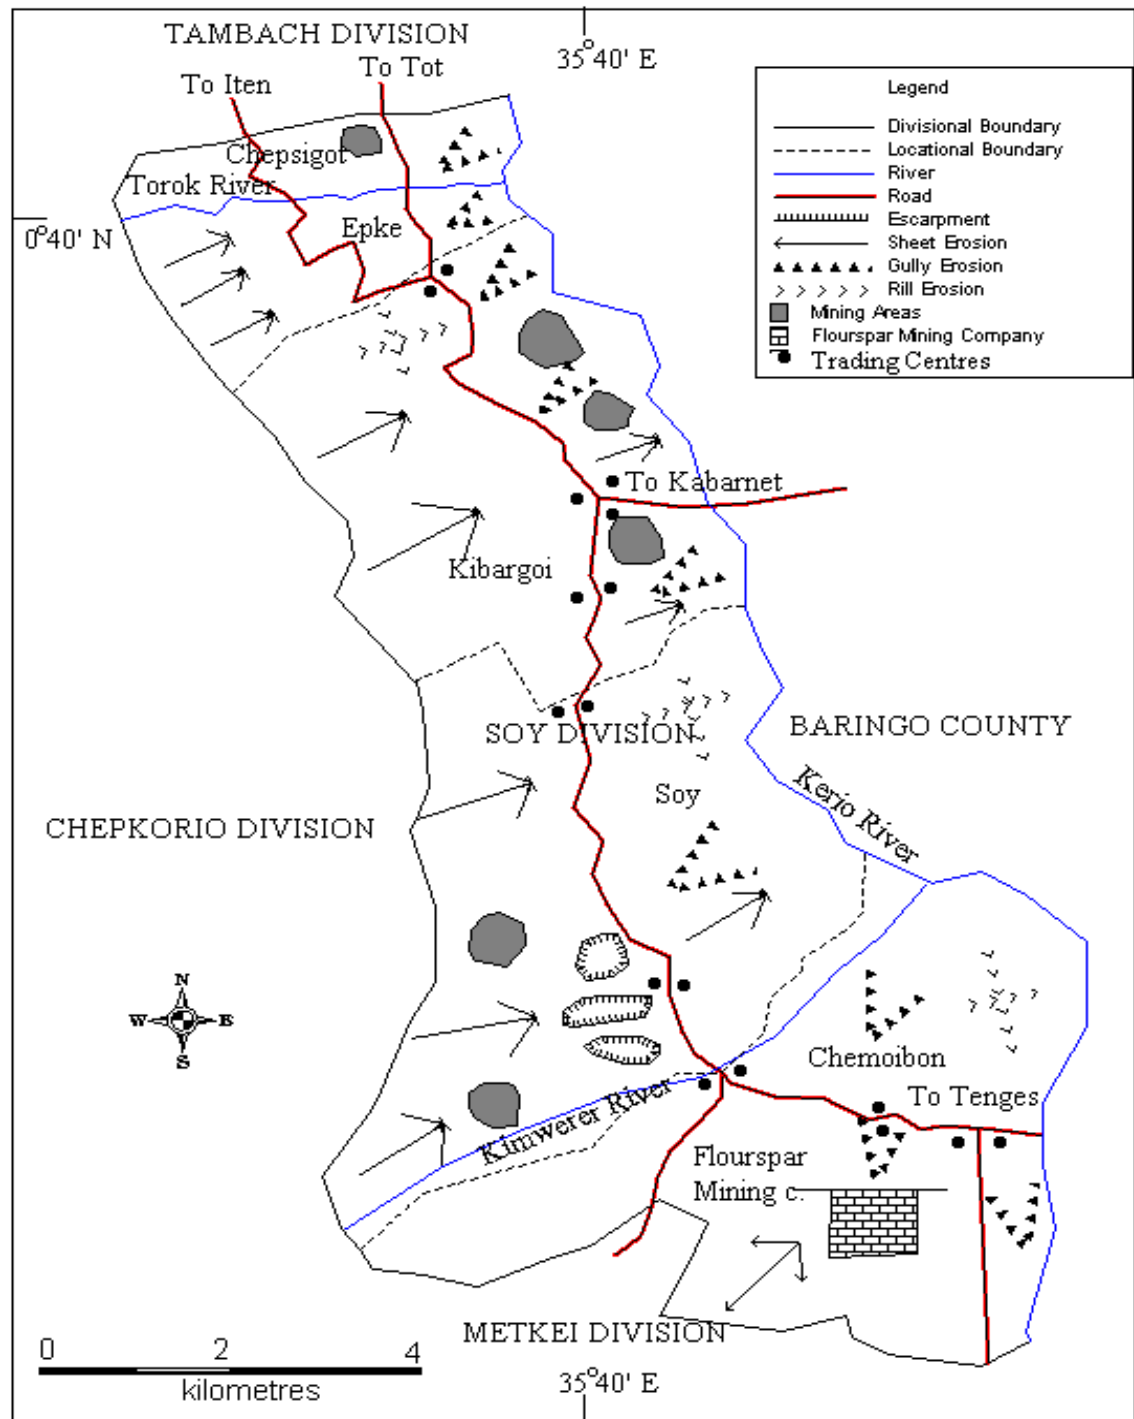 TAMBACH DIVISION
35°40' E
To Iten
To Tot
Legend
Divisional Boundary
Locational Boundary
River
Road
Escarpment
Sheet Erosion
Gully Erosion
Rill Erosion
Mining Areas
Flourspar Mining Company
Trading Centres
Chepsigot
Torok River
0°40' N
Epke
To Kabarnet
Kibargoi
SOY DIVISION
BARINGO COUNTY
Soy
Kerio River
CHEPKORIO DIVISION
N
W
E
S
Chemoibon
To Tenges
Kimwerer River
Flourspar
Mining c.
METKEI DIVISION
0
2
4
kilometres
35°40' E